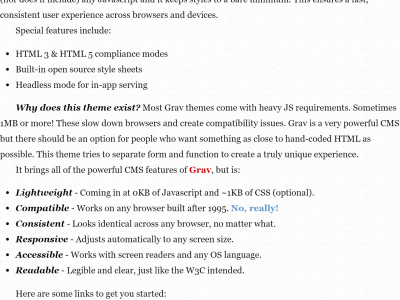 (nor does it include) any Javascript and it keeps styles to a bare minimum. This ensures a fast,
consistent user experience across browsers and devices.
Special features include:
HTML 3 & HTML 5 compliance modes
Built-in open source style sheets
Headless mode for in-app serving
Why does this theme exist? Most Grav themes come with heavy JS requirements. Sometimes
1MB or more! These slow down browsers and create compatibility issues. Grav is a very powerful CMS
but there should be an option for people who want something as close to hand-coded HTML as
possible. This theme tries to separate form and function to create a truly unique experience.
It brings all of the powerful CMS features of Grav, but is:
Lightweight - Coming in at 0KB of Javascript and ~1KB of CSS (optional).
Compatible - Works on any browser built after 1995. No, really!
Consistent - Looks identical across any browser, no matter what.
Responsive - Adjusts automatically to any screen size.
Accessible - Works with screen readers and any OS language.
Readable - Legible and clear, just like the W3C intended.
Here are some links to get you started: